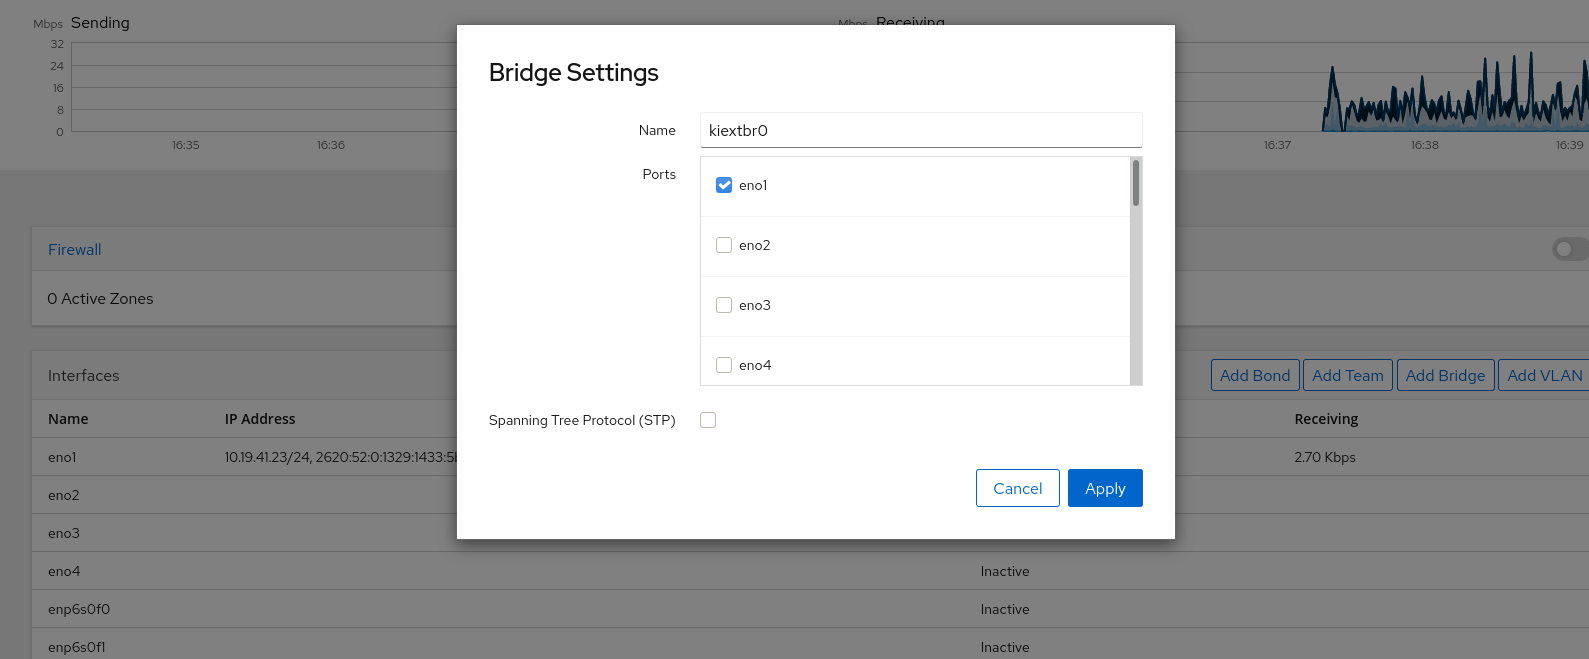 Mbps Sending
Mbps Receiving
32
24
16
8
0
16:35 16:36 16:37 16:38 16:39
Bridge Settings
Name kiextbr0
Ports
eno1
eno2
eno3
eno4
Spanning Tree Protocol (STP)
Cancel Apply
Firewall
0 Active Zones
Interfaces Add Bond Add Team Add Bridge Add VLAN
Name IP Address Receiving
eno1 10.19.41.23/24, 2620:52:0:1329:1433:5 2.70 Kbps
eno2
eno3
eno4 Inactive
enp6s0f0 Inactive
enp6s0f1 Inactive